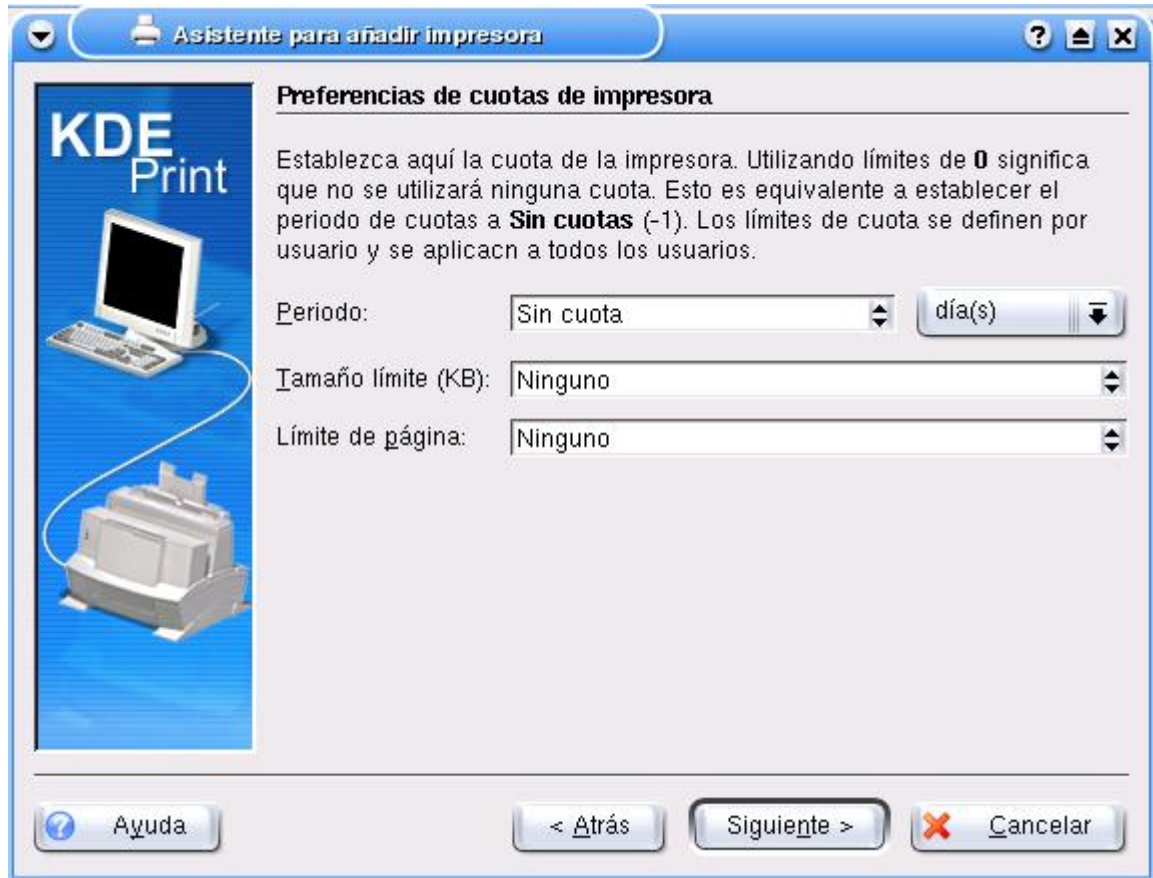 Asistente para añadir impresora
KDE
Print
Preferencias de cuotas de impresora
Establezca aquí la cuota de la impresora. Utilizando límites de 0 significa
que no se utilizará ninguna cuota. Esto es equivalente a establecer el
periodo de cuotas a Sin cuotas (-1). Los límites de cuota se definen por
usuario y se aplicacn a todos los usuarios.
Periodo: Sin cuota día(s)
Tamaño límite (KB): Ninguno
Límite de página: Ninguno
Ayuda < Atrás Siguiente > Cancelar